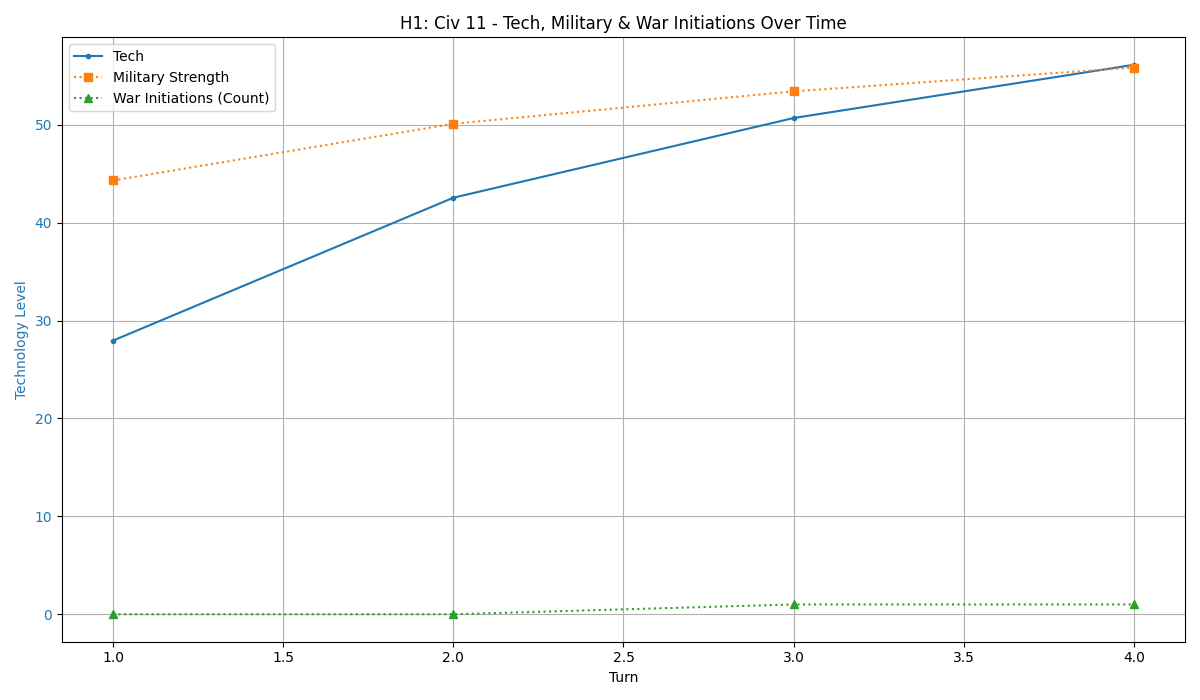 H1: Civ 11 - Tech, Military & War Initiations Over Time
Tech
Military Strength
War Initiations (Count)
Technology Level
50
40
30
20
10
0
1.0
1.5
2.0
2.5
3.0
3.5
4.0
Turn